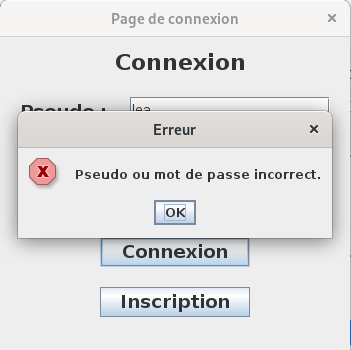 Page de connexion
Connexion
Pseudo :
lea
Erreur
Pseudo ou mot de passe incorrect.
OK
Connexion
Inscription